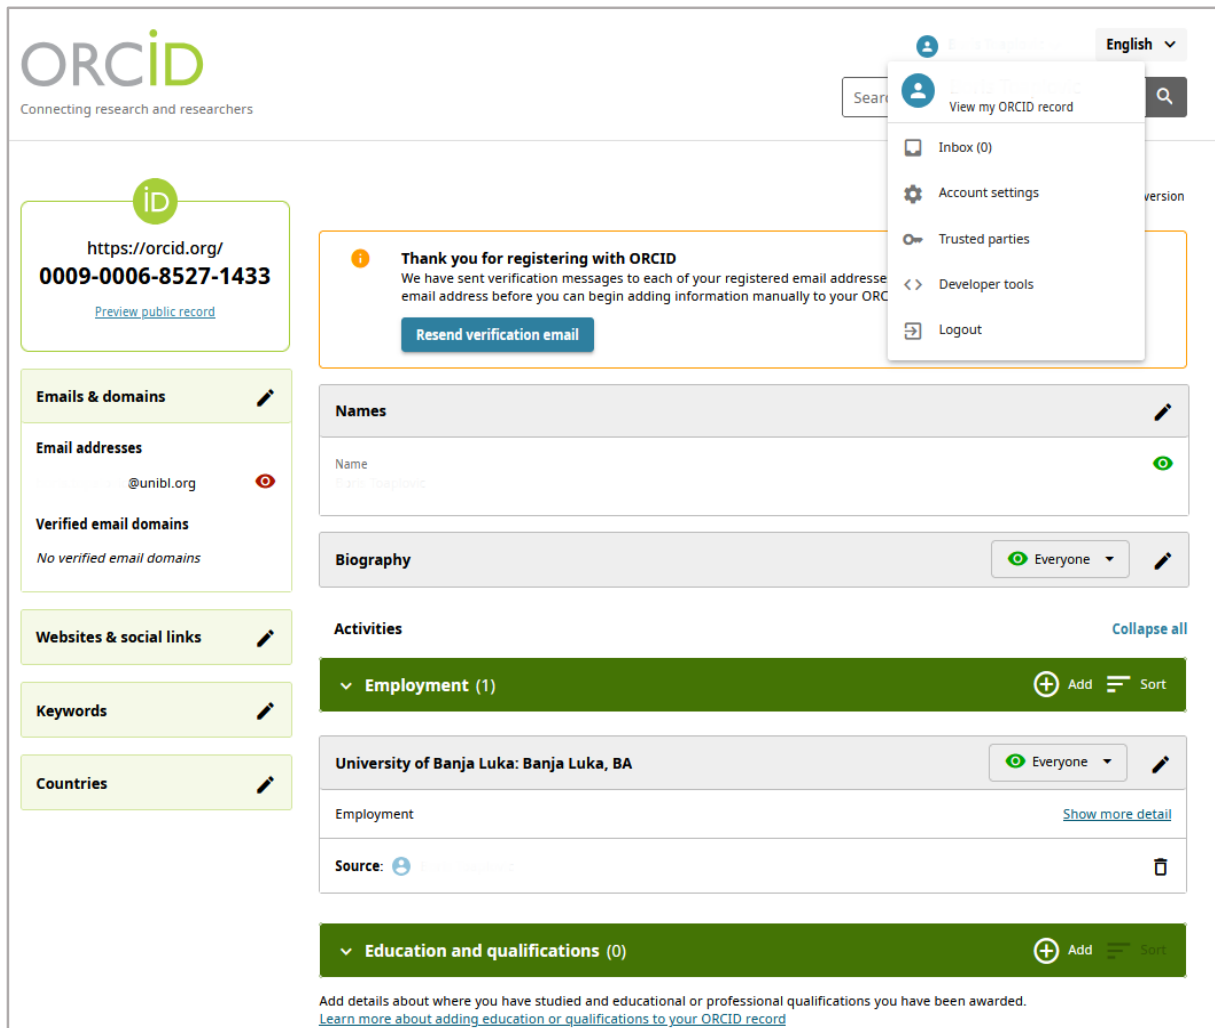 ORCID
Connecting research and researchers
English
Sear
View my ORCID record
Inbox (0)
Account settings
Trusted parties
Developer tools
Logout
version
iD
https://orcid.org/
0009-0006-8527-1433
Preview public record
Thank you for registering with ORCID
We have sent verification messages to each of your registered email addresse
email address before you can begin adding information manually to your ORC
Resend verification email
Emails & domains
Email addresses
@unibl.org
Verified email domains
No verified email domains
Websites & social links
Keywords
Countries
Names
Name
Biography
Everyone
Activities
Collapse all
Employment (1)
Add
Sort
University of Banja Luka: Banja Luka, BA
Everyone
Employment
Show more detail
Source:
Education and qualifications (0)
Add
Sort
Add details about where you have studied and educational or professional qualifications you have been awarded.
Learn more about adding education or qualifications to your ORCID record